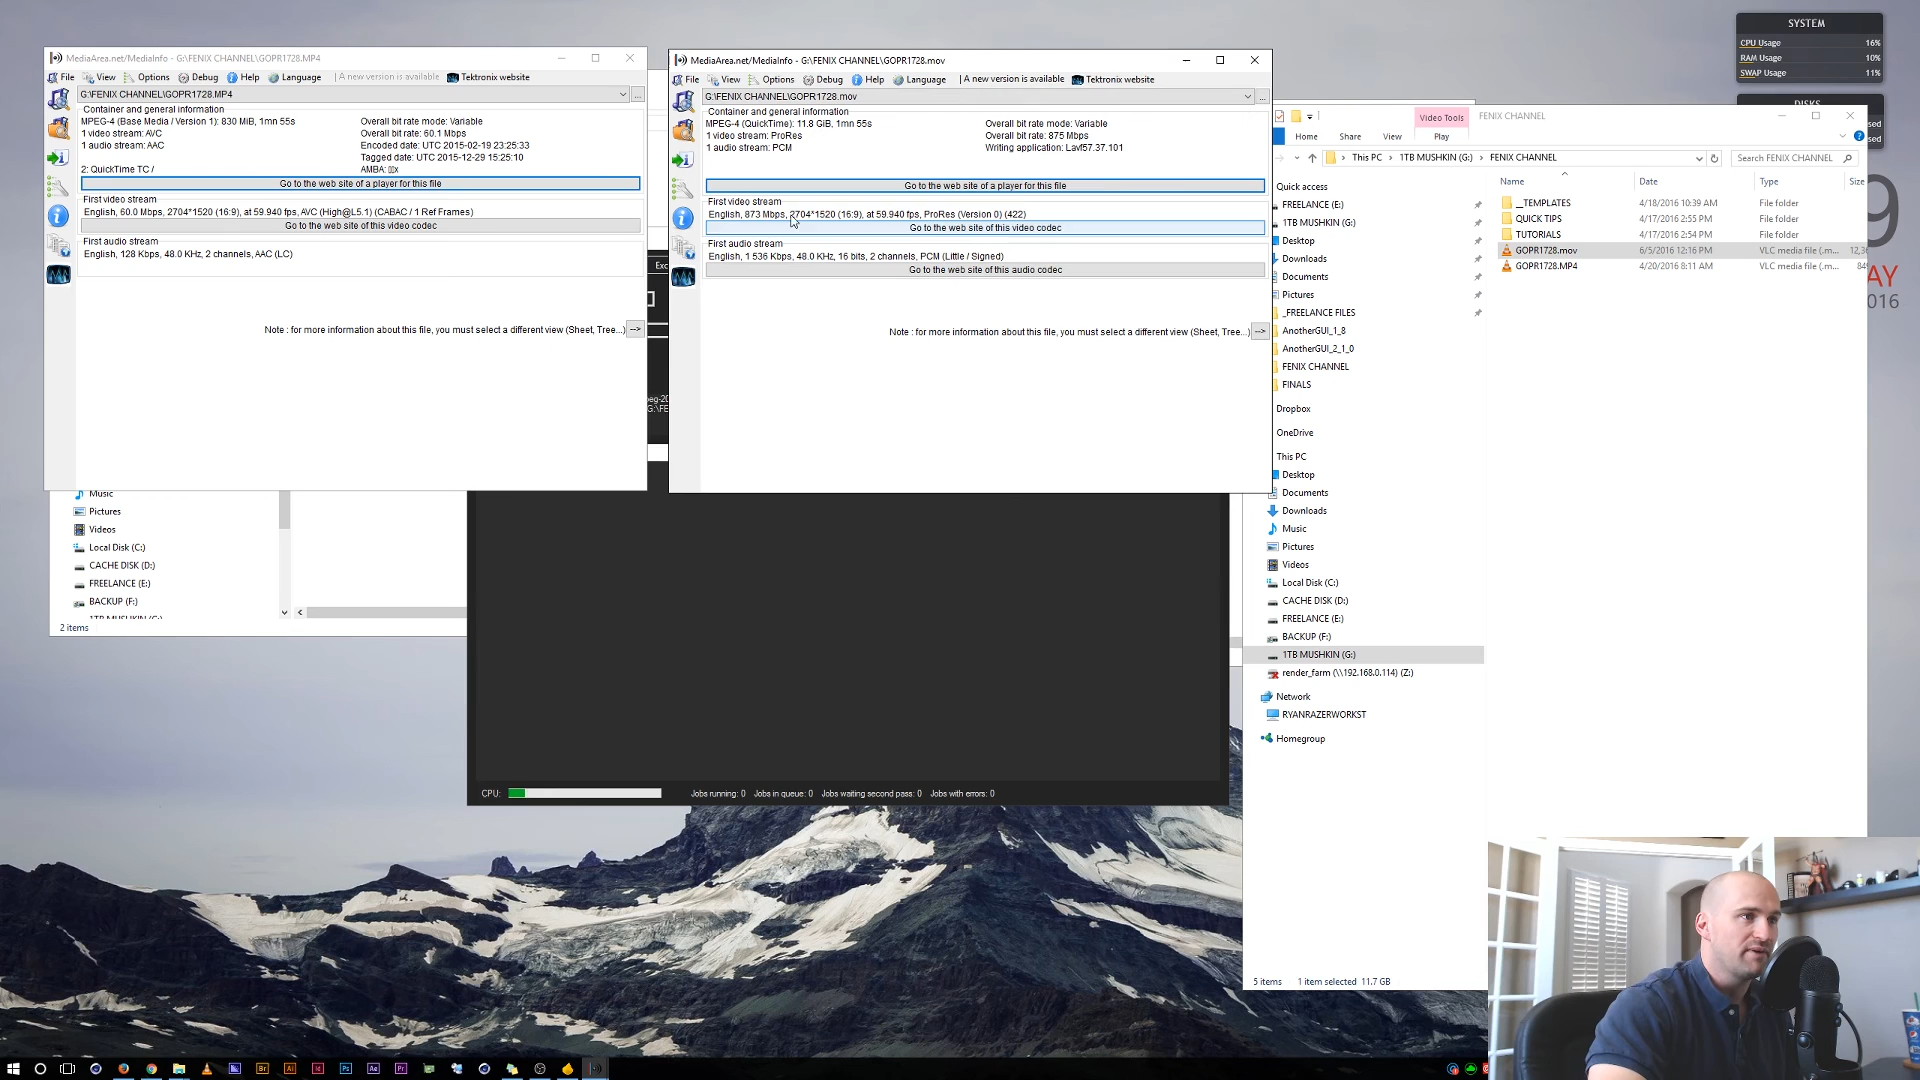 SYSTEM
CPU Usage 16%
RAM Usage 10%
SWAP Usage 11%
DISKS
MediaArea.net/MediaInfo - G:\FENIX CHANNEL\GOPR1728.MP4
File View Options Debug Help Language A new version is available Tektronix website
G:\FENIX CHANNEL\GOPR1728.MP4
Container and general information
MPEG-4 (Base Media / Version 1): 830 MiB, 1mn 55s
1 video stream: AVC
1 audio stream: AAC
2: QuickTime TC /
Overall bit rate mode: Variable
Overall bit rate: 60.1 Mbps
Encoded date: UTC 2015-02-19 23:25:33
Tagged date: UTC 2015-12-29 15:25:10
AMBA: ▯▯x
Go to the web site of a player for this file
First video stream
English, 60.0 Mbps, 2704*1520 (16:9), at 59.940 fps, AVC (High@L5.1) (CABAC / 1 Ref Frames)
Go to the web site of this video codec
First audio stream
English, 128 Kbps, 48.0 KHz, 2 channels, AAC (LC)
Note : for more information about this file, you must select a different view (Sheet, Tree...)
-->
MediaArea.net/MediaInfo - G:\FENIX CHANNEL\GOPR1728.mov
File View Options Debug Help Language A new version is available Tektronix website
G:\FENIX CHANNEL\GOPR1728.mov
Container and general information
MPEG-4 (QuickTime): 11.8 GiB, 1mn 55s
1 video stream: ProRes
1 audio stream: PCM
Overall bit rate mode: Variable
Overall bit rate: 875 Mbps
Writing application: Lavf57.37.101
Go to the web site of a player for this file
First video stream
English, 873 Mbps, 2704*1520 (16:9), at 59.940 fps, ProRes (Version 0) (422)
Go to the web site of this video codec
First audio stream
English, 1 536 Kbps, 48.0 KHz, 16 bits, 2 channels, PCM (Little / Signed)
Go to the web site of this audio codec
Note : for more information about this file, you must select a different view (Sheet, Tree...)
-->
Video Tools
FENIX CHANNEL
Home Share View Play
This PC > 1TB MUSHKIN (G:) > FENIX CHANNEL
Search FENIX CHANNEL
Name Date Type Size
__TEMPLATES 4/18/2016 10:39 AM File folder
QUICK TIPS 4/17/2016 2:55 PM File folder
TUTORIALS 4/17/2016 2:54 PM File folder
GOPR1728.mov 6/5/2016 12:16 PM VLC media file (.m...
GOPR1728.MP4 4/20/2016 8:11 AM VLC media file (.m...
Quick access
FREELANCE (E:)
1TB MUSHKIN (G:)
Desktop
Downloads
Documents
Pictures
_FREELANCE FILES
AnotherGUI_1_8
AnotherGUI_2_1_0
FENIX CHANNEL
FINALS
Dropbox
OneDrive
This PC
Desktop
Documents
Downloads
Music
Pictures
Videos
Local Disk (C:)
CACHE DISK (D:)
FREELANCE (E:)
BACKUP (F:)
1TB MUSHKIN (G:)
render_farm (\\192.168.0.114) (Z:)
Network
RYANRAZERWORKST
Homegroup
5 items 1 item selected 11.7 GB
9
AY
016
Music
Pictures
Videos
Local Disk (C:)
CACHE DISK (D:)
FREELANCE (E:)
BACKUP (F:)
2 items
CPU: Jobs running: 0 Jobs in queue: 0 Jobs waiting second pass: 0 Jobs with errors: 0
Br Ai Id Ps Ae Pr